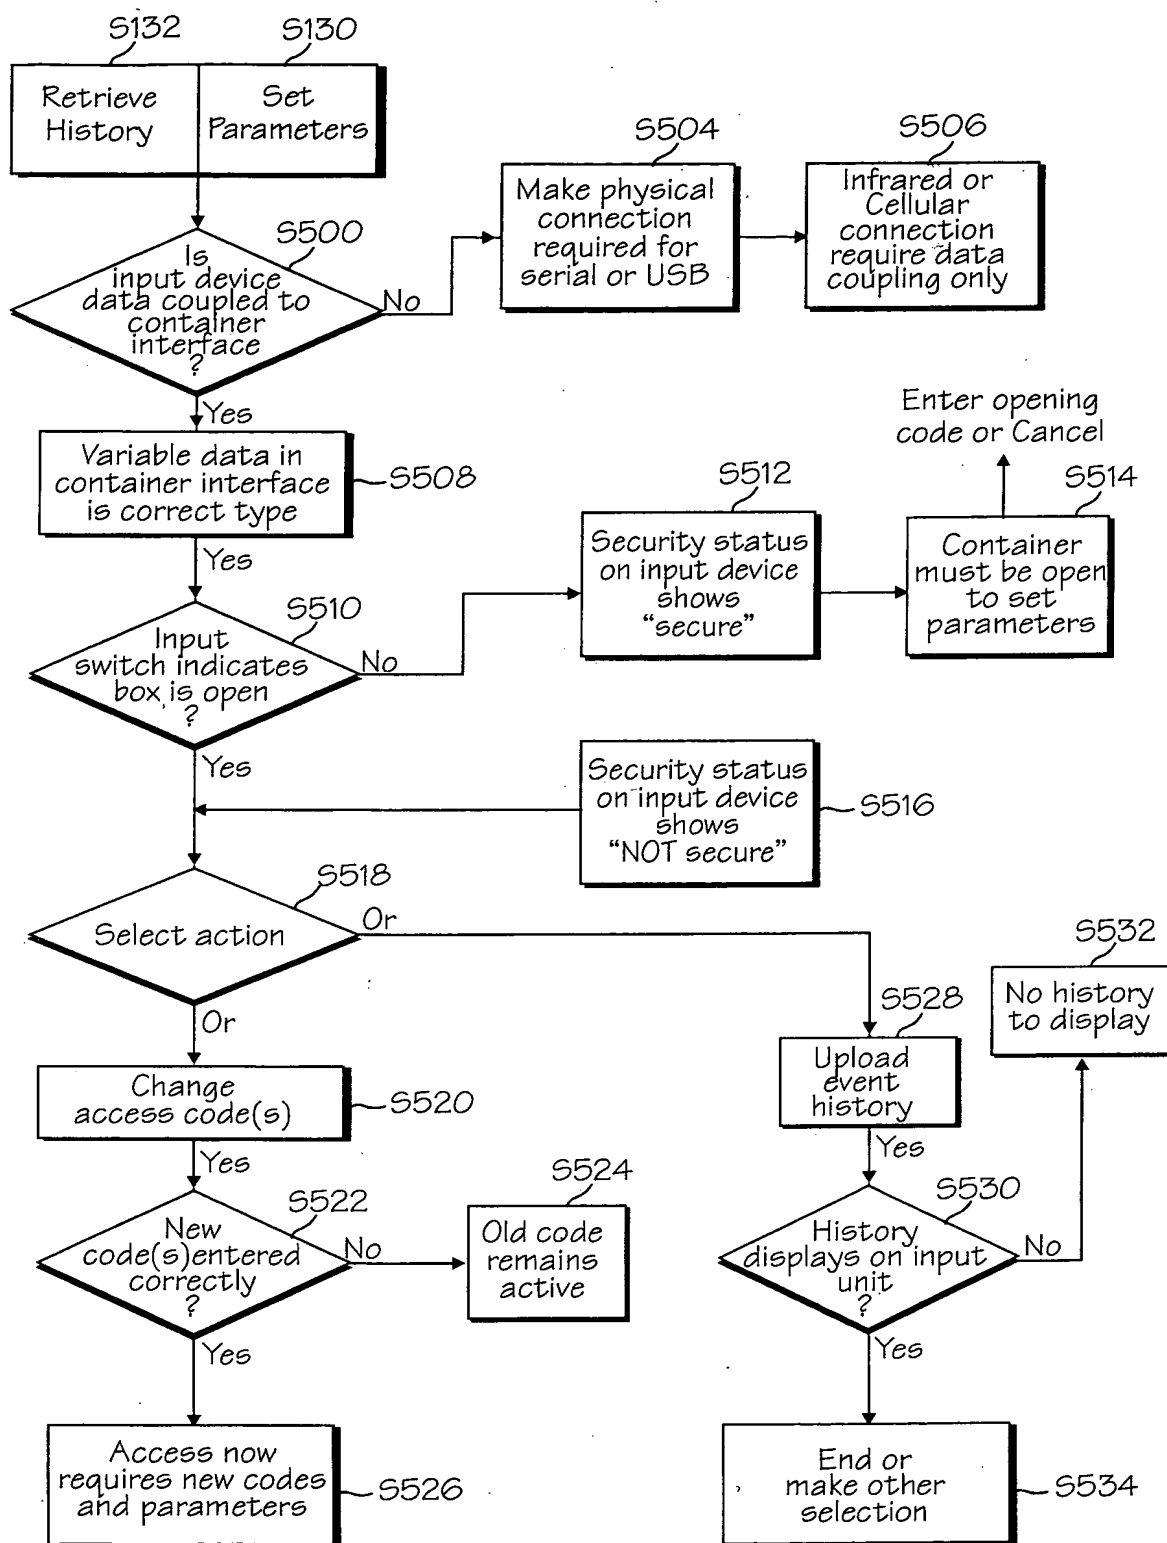 S132
S130
Retrieve
History
Set
Parameters
S504
S506
Make physical
connection
required for
serial or USB
Infrared or
Cellular
connection
require data
coupling only
S500
Is
input device
data coupled to
container
interface
?
No
Yes
Enter opening
code or Cancel
Variable data in
container interface
is correct type
S508
S512
S514
Security status
on input device
shows
“secure”
Container
must be open
to set
parameters
Yes
S510
Input
switch indicates
box is open
?
No
Yes
Security status
on input device
shows
“NOT secure”
S516
S518
Select action
Or
Or
S532
No history
to display
S528
Upload
event
history
Change
access code(s)
S520
Yes
Yes
S522
New
code(s)entered
correctly
?
No
S524
Old code
remains
active
S530
History
displays on input
unit
?
No
Yes
Yes
Access now
requires new codes
and parameters
S526
End or
make other
selection
S534